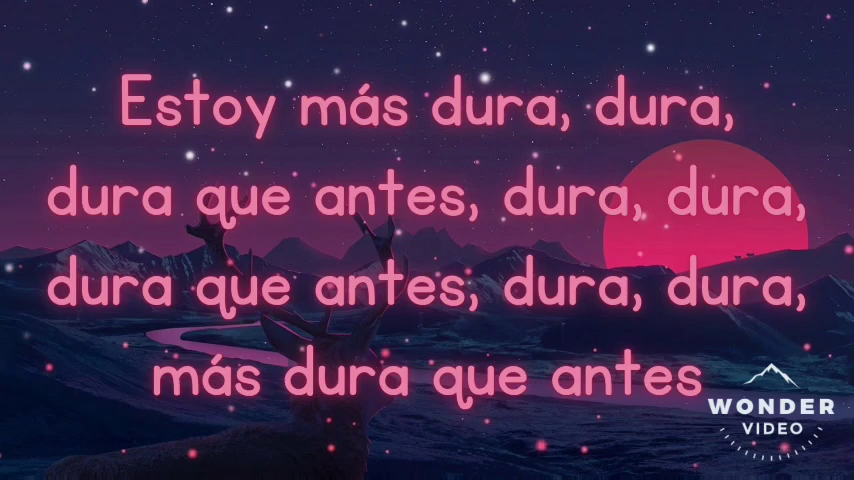 Estoy más dura, dura,
dura que antes, dura, dura,
dura que antes, dura, dura,
más dura que antes
WONDER
VIDEO